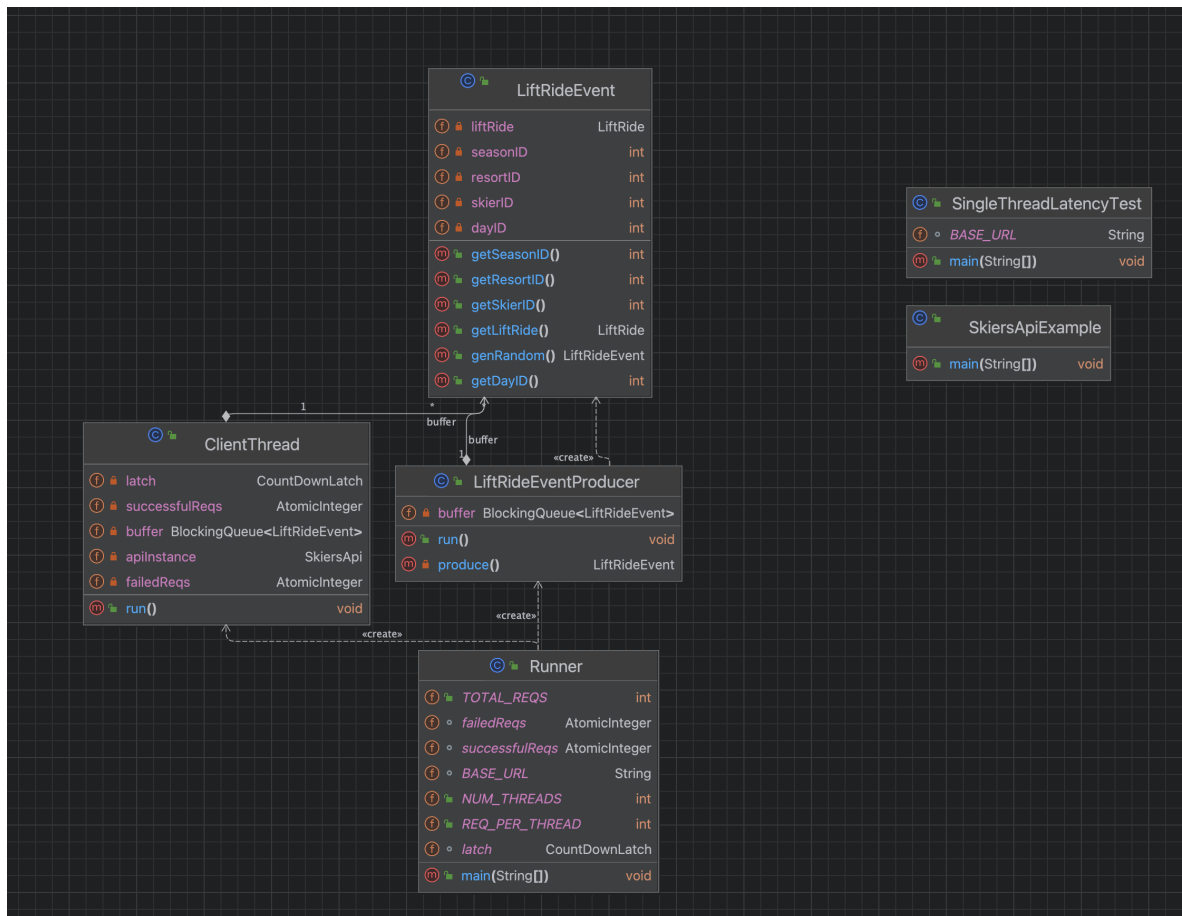 LiftRideEvent
liftRide LiftRide
seasonID int
resortID int
skierID int
dayID int
getSeasonID() int
getResortID() int
getSkierID() int
getLiftRide() LiftRide
genRandom() LiftRideEvent
getDayID() int
SingleThreadLatencyTest
BASE_URL String
main(String[]) void
SkiersApiExample
main(String[]) void
1 *
buffer
buffer
1
«create»
ClientThread
latch CountDownLatch
successfulReqs AtomicInteger
buffer BlockingQueue<LiftRideEvent>
apiInstance SkiersApi
failedReqs AtomicInteger
run() void
LiftRideEventProducer
buffer BlockingQueue<LiftRideEvent>
run() void
produce() LiftRideEvent
«create»
«create»
Runner
TOTAL_REQS int
failedReqs AtomicInteger
successfulReqs AtomicInteger
BASE_URL String
NUM_THREADS int
REQ_PER_THREAD int
latch CountDownLatch
main(String[]) void